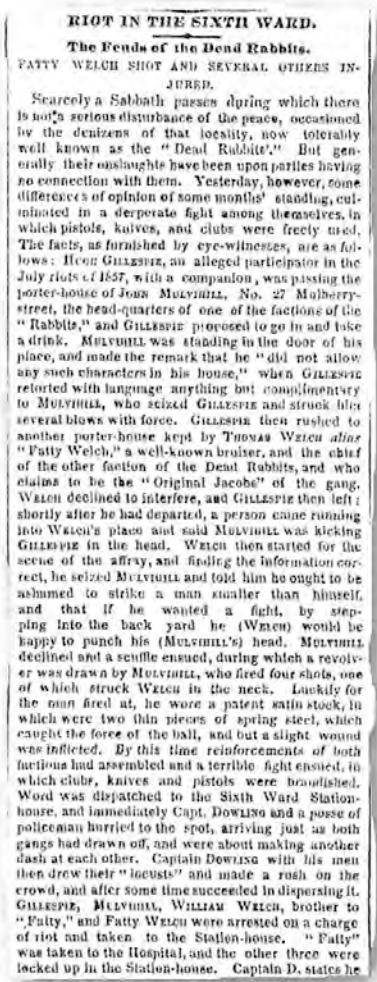 RIOT IN THE SIXTH WARD.
The Feuds of the Dead Rabbits.
FATTY WELCH SHOT AND SEVERAL OTHERS IN-
JURED.
Scarcely a Sabbath passes during which there
is not a serious disturbance of the peace, occasioned
by the denizens of that locality, now tolerably
well known as the "Dead Rabbits." But gen-
erally their onslaughts have been upon parties having
no connection with them. Yesterday, however, some
differences of opinion of some months' standing, cul-
minated in a derperate fight among themselves, in
which pistols, knives, and clubs were freely used.
The facts, as furnished by eye-witnesses, are as fol-
lows: HUGH GILLESPIE, an alleged participator in the
July riots of 1857, with a companion, was passing the
porter-house of JOHN MULVIHILL, No. 27 Mulberry-
street, the head-quarters of one of the factions of the
"Rabbits," and GILLESPIE proposed to go in and take
a drink. MULVIHILL was standing in the door of his
place, and made the remark that he "did not allow
any such characters in his house," when GILLESPIE
retorted with language anything but complimentary
to MULVIHILL, who seized GILLESPIE and struck him
several blows with force. GILLESPIE then rushed to
another porter-house kept by THOMAS WELCH alias
"Fatty Welch," a well-known bruiser, and the chief
of the other faction of the Dead Rabbits, and who
claims to be the "Original Jacobs" of the gang.
WELCH declined to interfere, and GILLESPIE then left;
shortly after he had departed, a person came running
into WELCH'S place and said MULVIHILL was kicking
GILLESPIE in the head. WELCH then started for the
scene of the affray, and finding the information cor-
rect, he seized MULVIHILL and told him he ought to be
ashamed to strike a man smaller than himself,
and that if he wanted a fight, by step-
ping into the back yard he (WELCH) would be
happy to punch his (MULVIHILL'S) head. MULVIHILL
declined and a scuffle ensued, during which a revolv-
er was drawn by MULVIHILL, who fired four shots, one
of which struck WELCH in the neck. Luckily for
the man fired at, he wore a patent satin stock, in
which were two thin pieces of spring steel, which
caught the force of the ball, and but a slight wound
was inflicted. By this time reinforcements of both
factions had assembled and a terrible fight ensued, in
which clubs, knives and pistols were brandished.
Word was dispatched to the Sixth Ward Station-
house, and immediately Capt. DOWLING and a posse of
policeman hurried to the spot, arriving just as both
gangs had drawn off, and were about making another
dash at each other. Captain DOWLING with his men
then drew their "locusts" and made a rush on the
crowd, and after some time succeeded in dispersing it.
GILLESPIE, MULVIHILL, WILLIAM WELCH, brother to
"Fatty," and Fatty WELCH were arrested on a charge
of riot and taken to the Station-house. "Fatty"
was taken to the Hospital, and the other three were
locked up in the Station-house. Captain D. states he